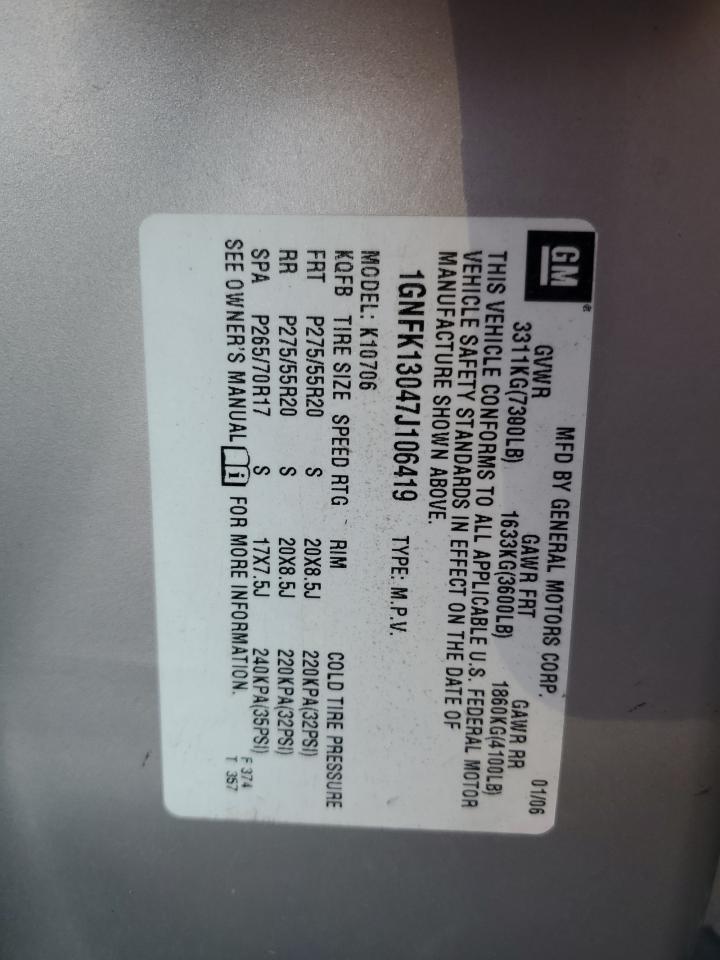 GM
MFD BY GENERAL MOTORS CORP. 01/06
GVWR GAWR FRT GAWR RR
3311KG(7300LB) 1633KG(3600LB) 1860KG(4100LB)
THIS VEHICLE CONFORMS TO ALL APPLICABLE U.S. FEDERAL MOTOR
VEHICLE SAFETY STANDARDS IN EFFECT ON THE DATE OF
MANUFACTURE SHOWN ABOVE.
1GNFK13047J106419 TYPE: M.P.V.
MODEL: K10706
KQFB TIRE SIZE SPEED RTG RIM COLD TIRE PRESSURE
FRT P275/55R20 S 20X8.5J 220KPA(32PSI)
RR P275/55R20 S 20X8.5J 220KPA(32PSI)
SPA P265/70R17 S 17X7.5J 240KPA(35PSI)
SEE OWNER'S MANUAL FOR MORE INFORMATION.
F 374
T 357